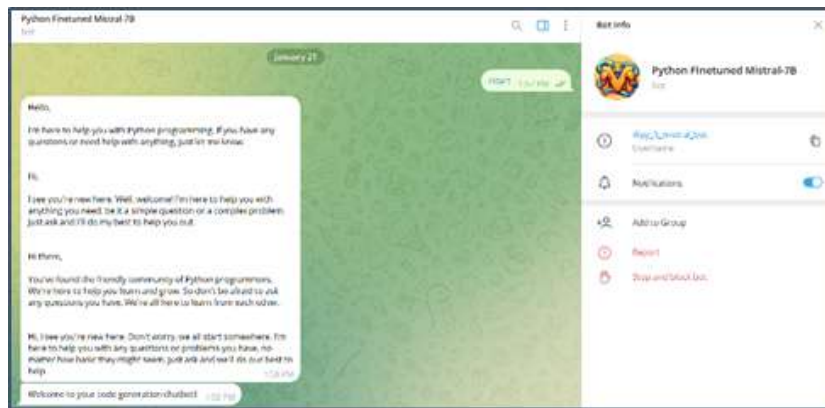 Python Finetuned Mistral-7B
bot
January 21
Hello,
I'm here to help you with Python programming. If you have any
questions or need help with anything, just let me know.
Hi,
I see you're new here. Well, welcome! I'm here to help you with
anything you need, be it a simple question or a complex problem.
Just ask and I'll do my best to help you out.
Hi there,
You've found the friendly community of Python programmers.
We're here to help you learn and grow. So don't be afraid to ask
any questions you have. We're all here to learn from each other.
Hi, I see you're new here. Don't worry, we all start somewhere. I'm
here to help you with any questions or problems you have, no
matter how basic they might seem. Just ask and we'll do our best to
help.
1:58 PM
Welcome to your code generation chatbot!
1:58 PM
Bot Info
Python Finetuned Mistral-7B
bot
Username
Notifications
Add to Group
Report
Stop and block bot